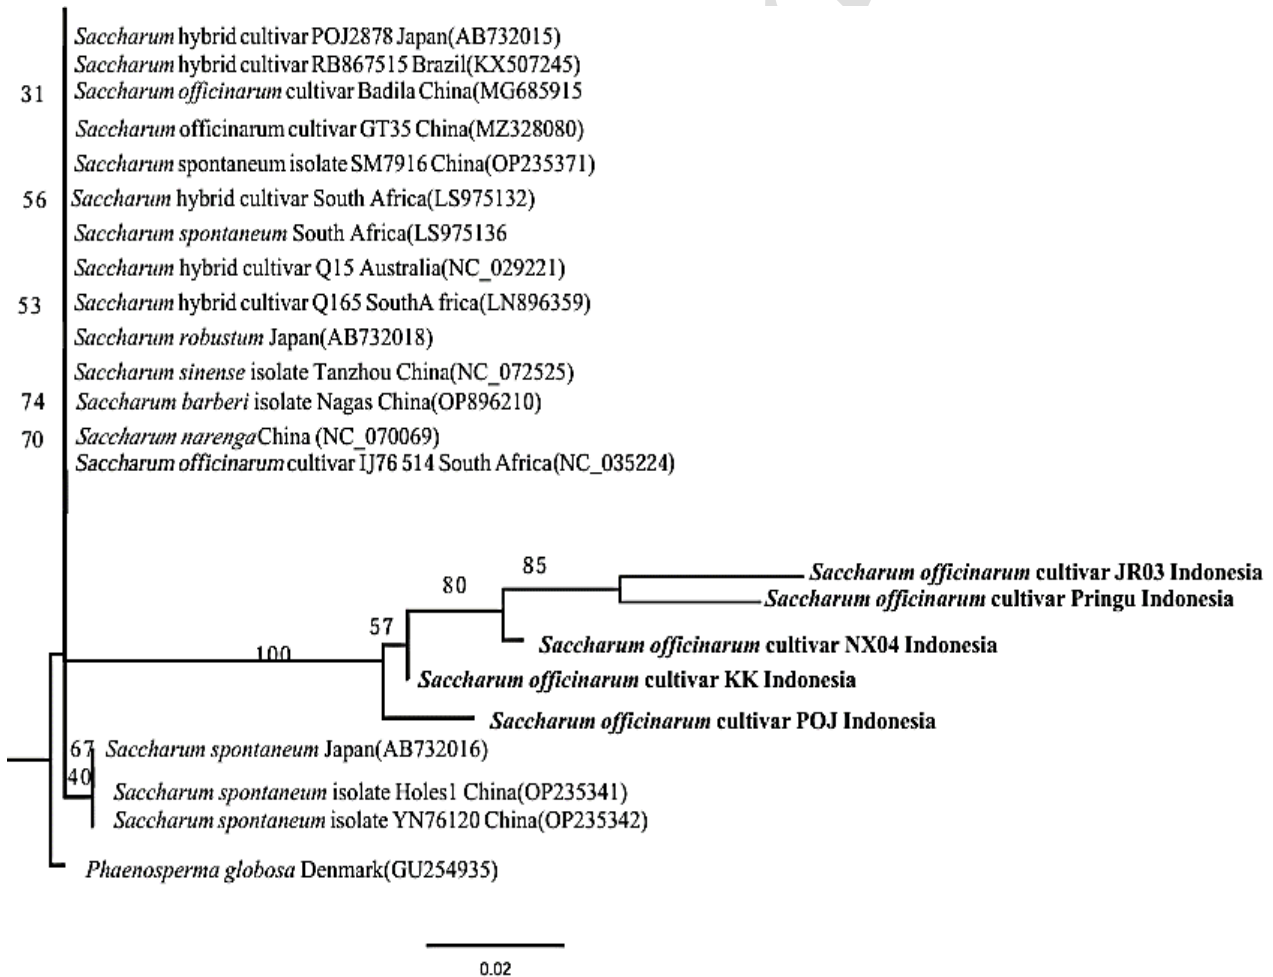 Saccharum hybrid cultivar POJ2878 Japan(AB732015)
Saccharum hybrid cultivar RB867515 Brazil(KX507245)
31 Saccharum officinarum cultivar Badila China(MG685915
Saccharum officinarum cultivar GT35 China(MZ328080)
Saccharum spontaneum isolate SM7916 China(OP235371)
56 Saccharum hybrid cultivar South Africa(LS975132)
Saccharum spontaneum South Africa(LS975136
Saccharum hybrid cultivar Q15 Australia(NC_029221)
53 Saccharum hybrid cultivar Q165 SouthA frica(LN896359)
Saccharum robustum Japan(AB732018)
Saccharum sinense isolate Tanzhou China(NC_072525)
74 Saccharum barberi isolate Nagas China(OP896210)
70 Saccharum narenga China (NC_070069)
Saccharum officinarum cultivar IJ76 514 South Africa(NC_035224)
85
Saccharum officinarum cultivar JR03 Indonesia
80
Saccharum officinarum cultivar Pringu Indonesia
57
Saccharum officinarum cultivar NX04 Indonesia
100
Saccharum officinarum cultivar KK Indonesia
Saccharum officinarum cultivar POJ Indonesia
67 Saccharum spontaneum Japan(AB732016)
40
Saccharum spontaneum isolate Holes1 China(OP235341)
Saccharum spontaneum isolate YN76120 China(OP235342)
Phaenosperma globosa Denmark(GU254935)
0.02